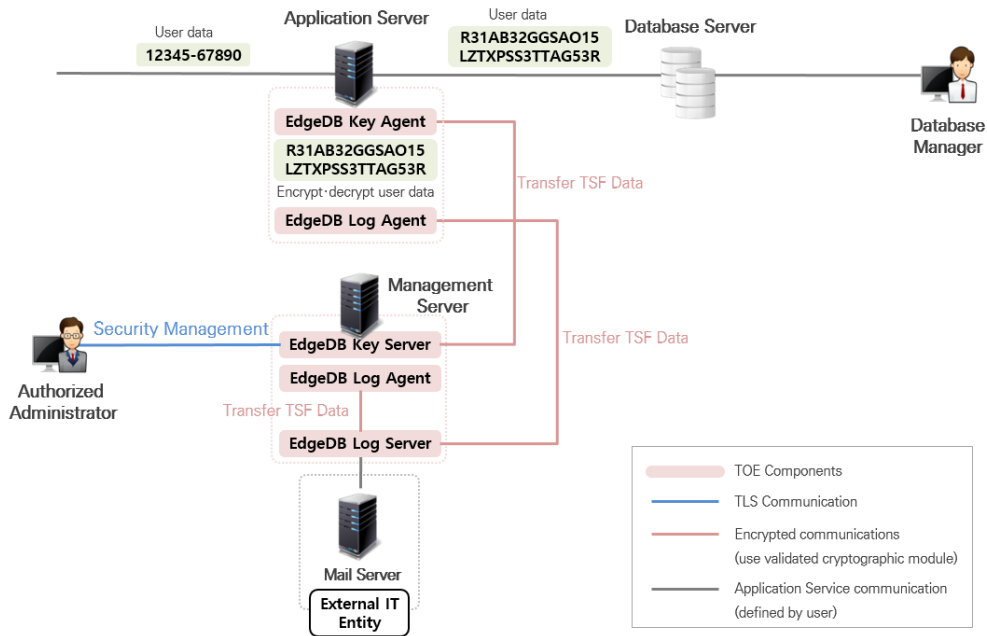 Application Server
User data
12345-67890
User data
R31AB32GGSAO15
LZTXPSS3TTAG53R
Database Server
Database
Manager
EdgeDB Key Agent
R31AB32GGSAO15
LZTXPSS3TTAG53R
Encrypt·decrypt user data
EdgeDB Log Agent
Transfer TSF Data
Management
Server
Security Management
EdgeDB Key Server
Transfer TSF Data
EdgeDB Log Agent
Authorized
Administrator
Transfer TSF Data
EdgeDB Log Server
Mail Server
External IT
Entity
TOE Components
TLS Communication
Encrypted communications
(use validated cryptographic module)
Application Service communication
(defined by user)